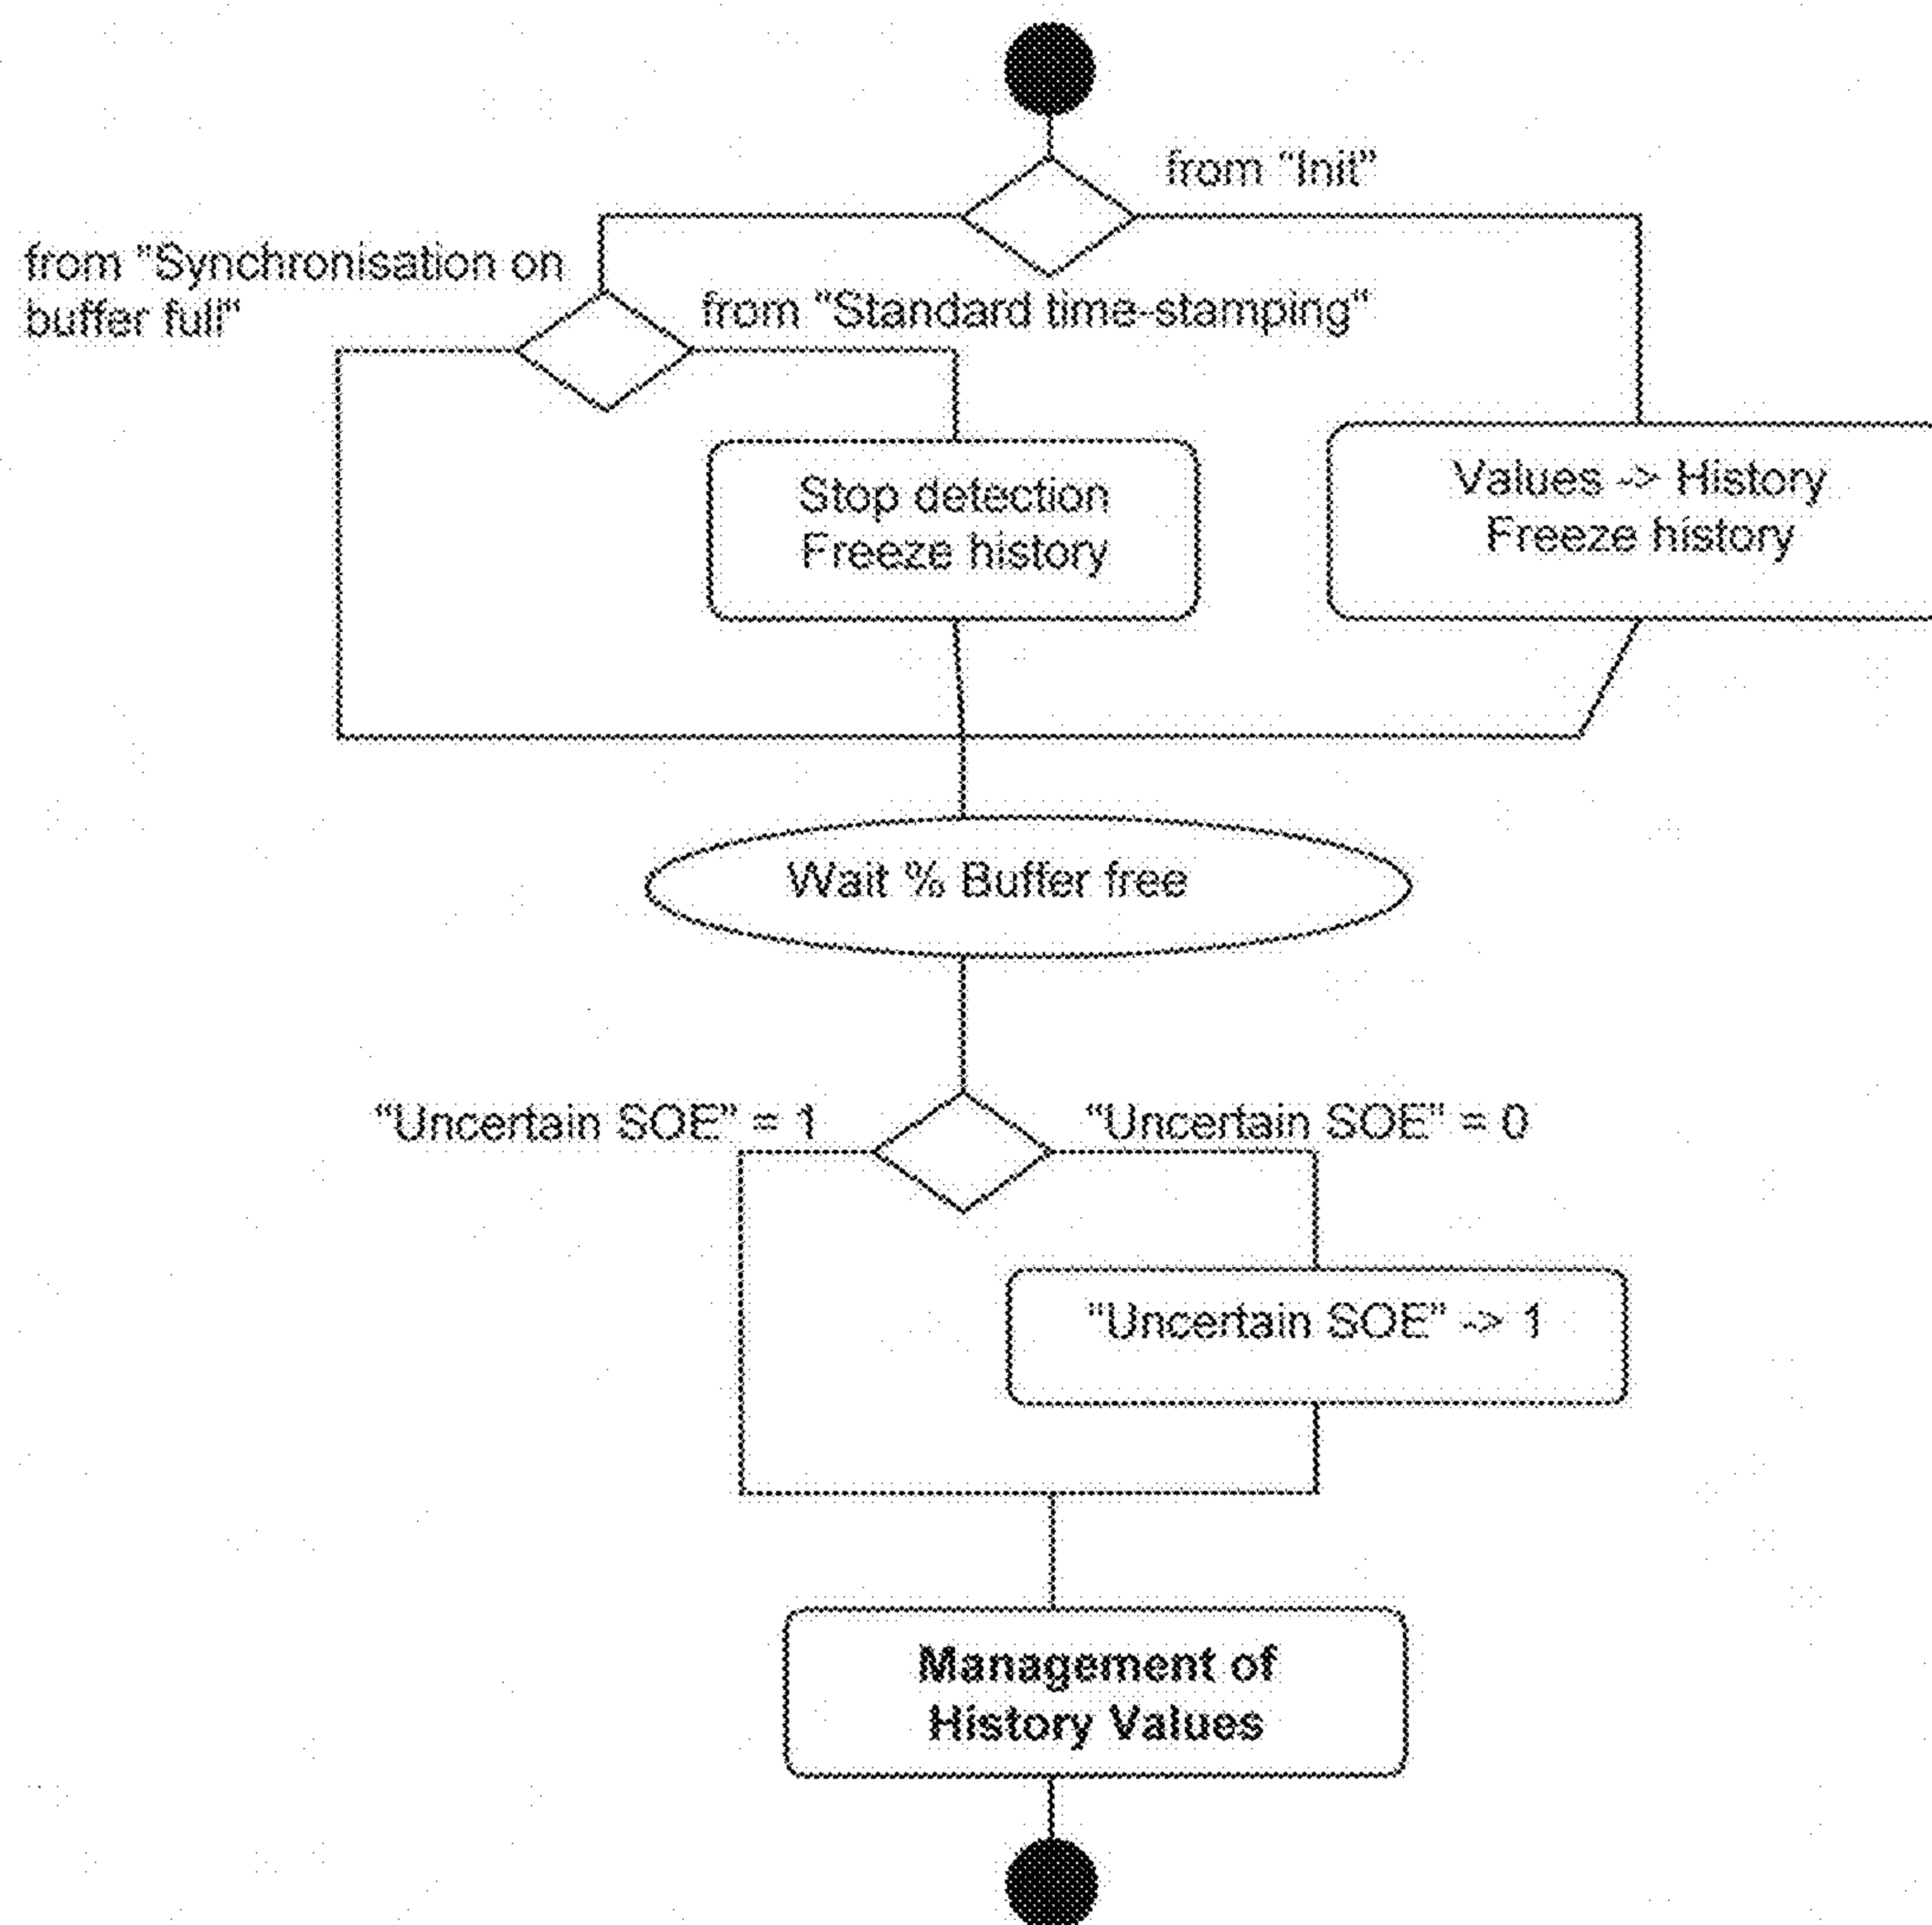 from "Init"
from "Synchronisation on
buffer full"
from "Standard time-stamping"
Stop detection
Freeze history
Values -> History
Freeze history
Wait % Buffer free
"Uncertain SOE" = 1
"Uncertain SOE" = 0
"Uncertain SOE" -> 1
Management of
History Values